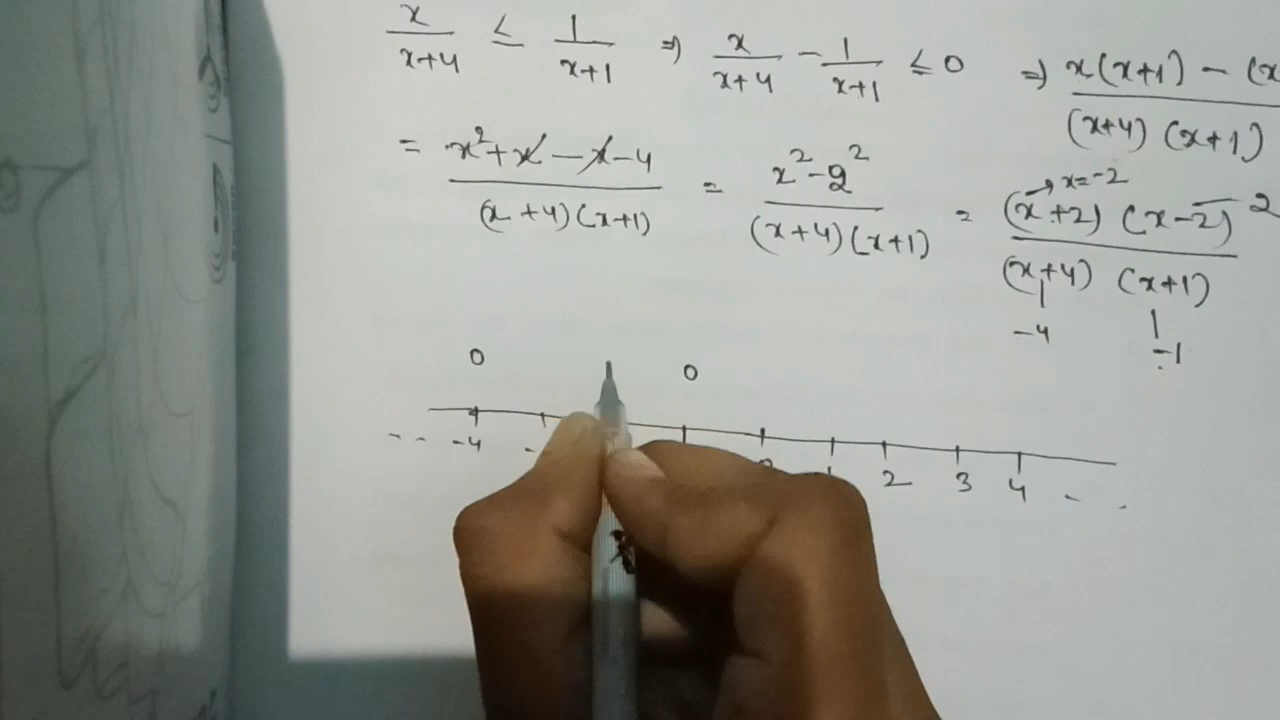 x/(x+4) ≤ 1/(x+1) ⇒ x/(x+4) - 1/(x+1) ≤ 0 ⇒ x(x+1) - (x / (x+4) (x+1)
= x²+x-x-4 / (x+4)(x+1) = x²-2² / (x+4)(x+1) = (x+2) (x-2) / (x+4) (x+1)
→ x=-2
2
-4 -1
0 0
-- -4 - 2 3 4 - .